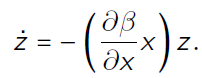 ż = − ( ∂β / ∂x x ) z.